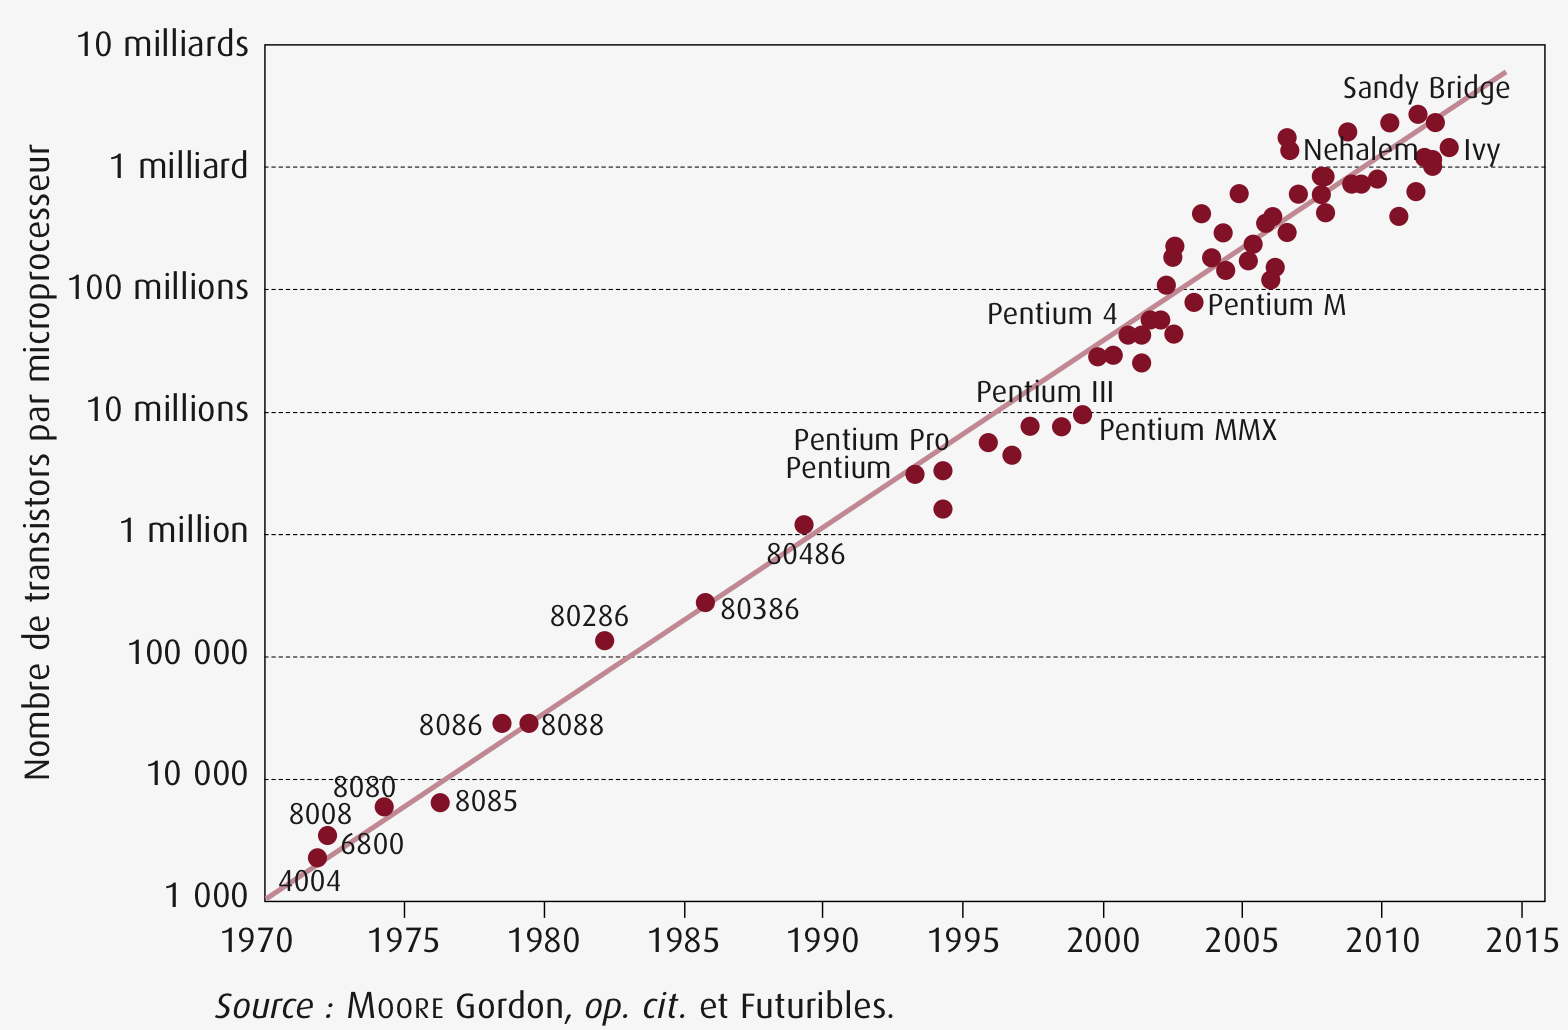 Nombre de transistors par microprocesseur
10 milliards
1 milliard
100 millions
10 millions
1 million
100 000
10 000
1 000
Sandy Bridge
Nehalem
Ivy
Pentium 4
Pentium M
Pentium III
Pentium MMX
Pentium Pro
Pentium
80486
80386
80286
8086
8088
8080
8085
8008
6800
4004
1970 1975 1980 1985 1990 1995 2000 2005 2010 2015
Source : MOORE Gordon, op. cit. et Futuribles.